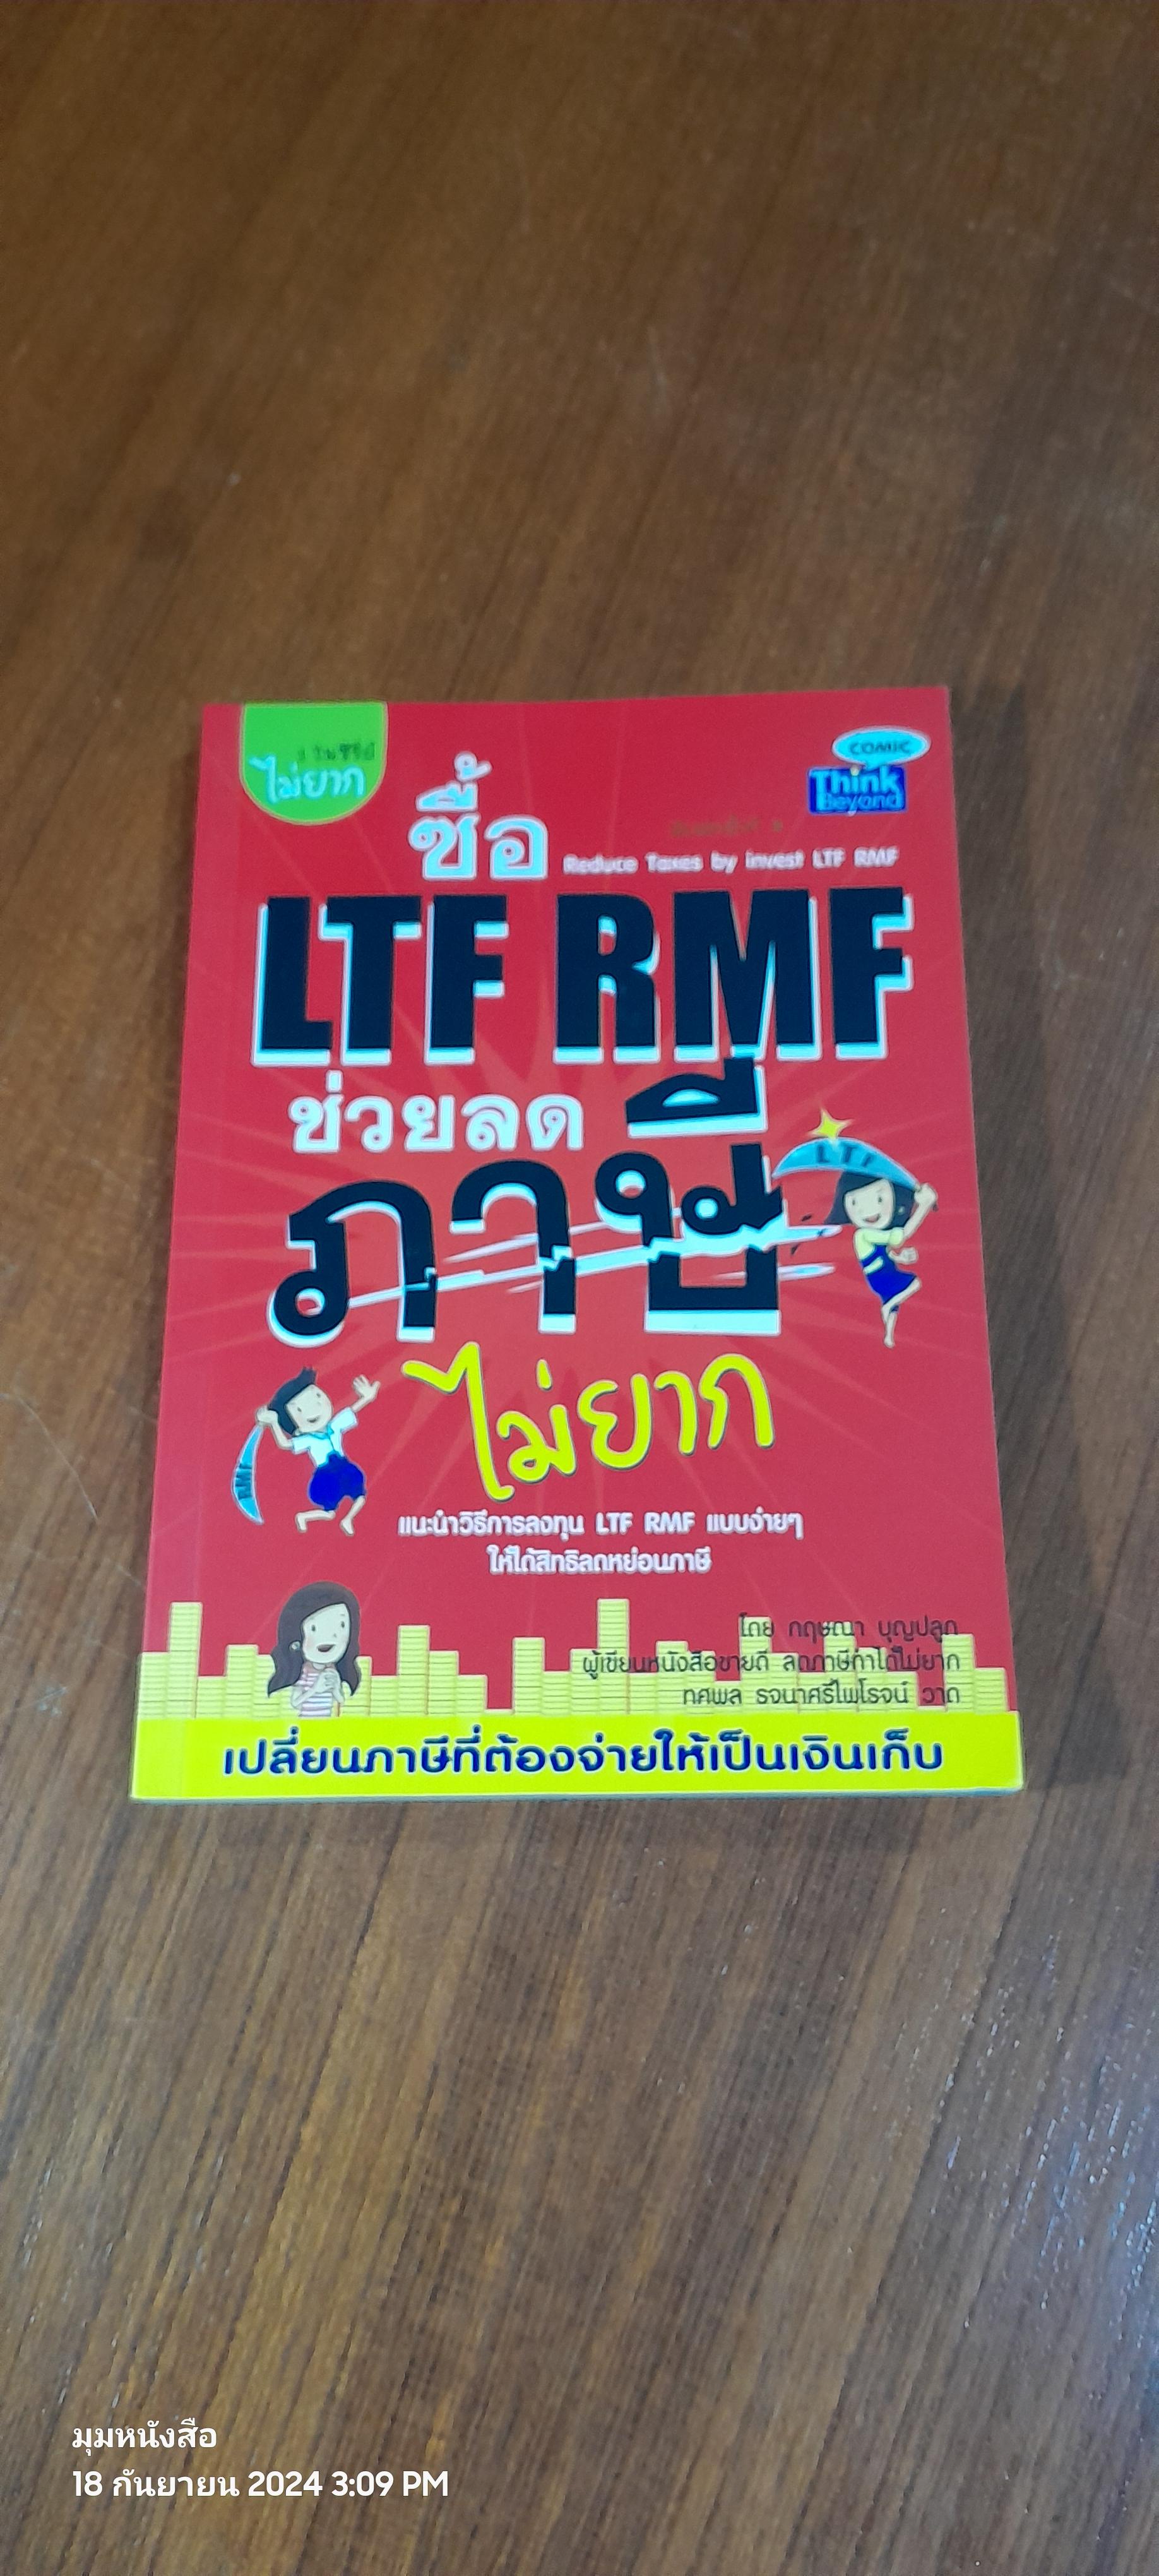 ไม่ยาก
COMIC
Think
Beyond
ซื้อ
Reduce Taxes by invest LTF RMF
LTF RMF
ช่วยลด
ภาษี
LTF
ไม่ยาก
RMF
แนะนำวิธีการลงทุน LTF RMF แบบง่ายๆ
ให้ได้สิทธิลดหย่อนภาษี
โดย กฤษณา บุญปลูก
ผู้เขียนหนังสือขายดี ลดภาษีทำได้ไม่ยาก
ทศพล รจนาศรีไพโรจน์ วาด
เปลี่ยนภาษีที่ต้องจ่ายให้เป็นเงินเก็บ
มุมหนังสือ
18 กันยายน 2024 3:09 PM